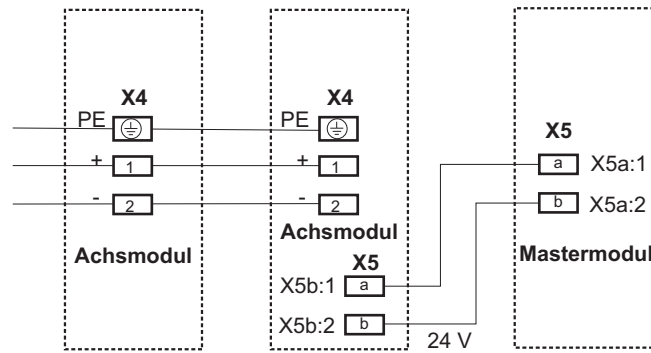 X4
PE
+ 1
- 2
Achsmodul
X4
PE
+ 1
2
Achsmodul
X5
X5b:1 a
X5b:2 b
24 V
X5
a X5a:1
b X5a:2
Mastermodul